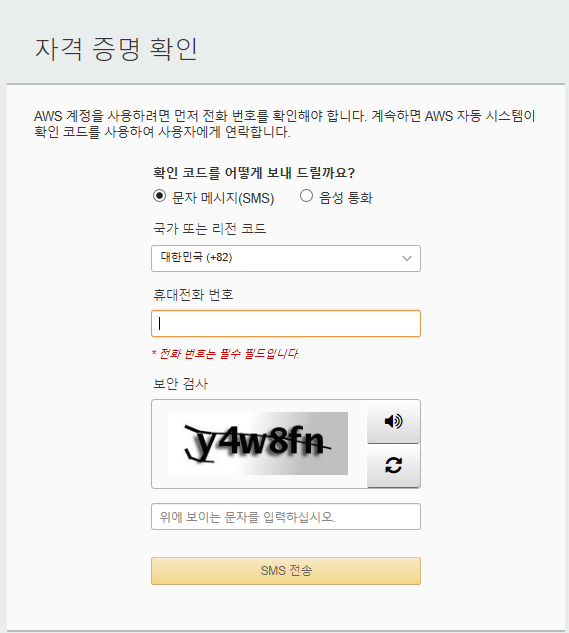 자격 증명 확인
AWS 계정을 사용하려면 먼저 전화 번호를 확인해야 합니다. 계속하면 AWS 자동 시스템이
확인 코드를 사용하여 사용자에게 연락합니다.
확인 코드를 어떻게 보내 드릴까요?
문자 메시지(SMS) 음성 통화
국가 또는 리전 코드
대한민국 (+82)
휴대전화 번호
* 전화 번호는 필수 필드입니다.
보안 검사
y4w8fn
위에 보이는 문자를 입력하십시오.
SMS 전송